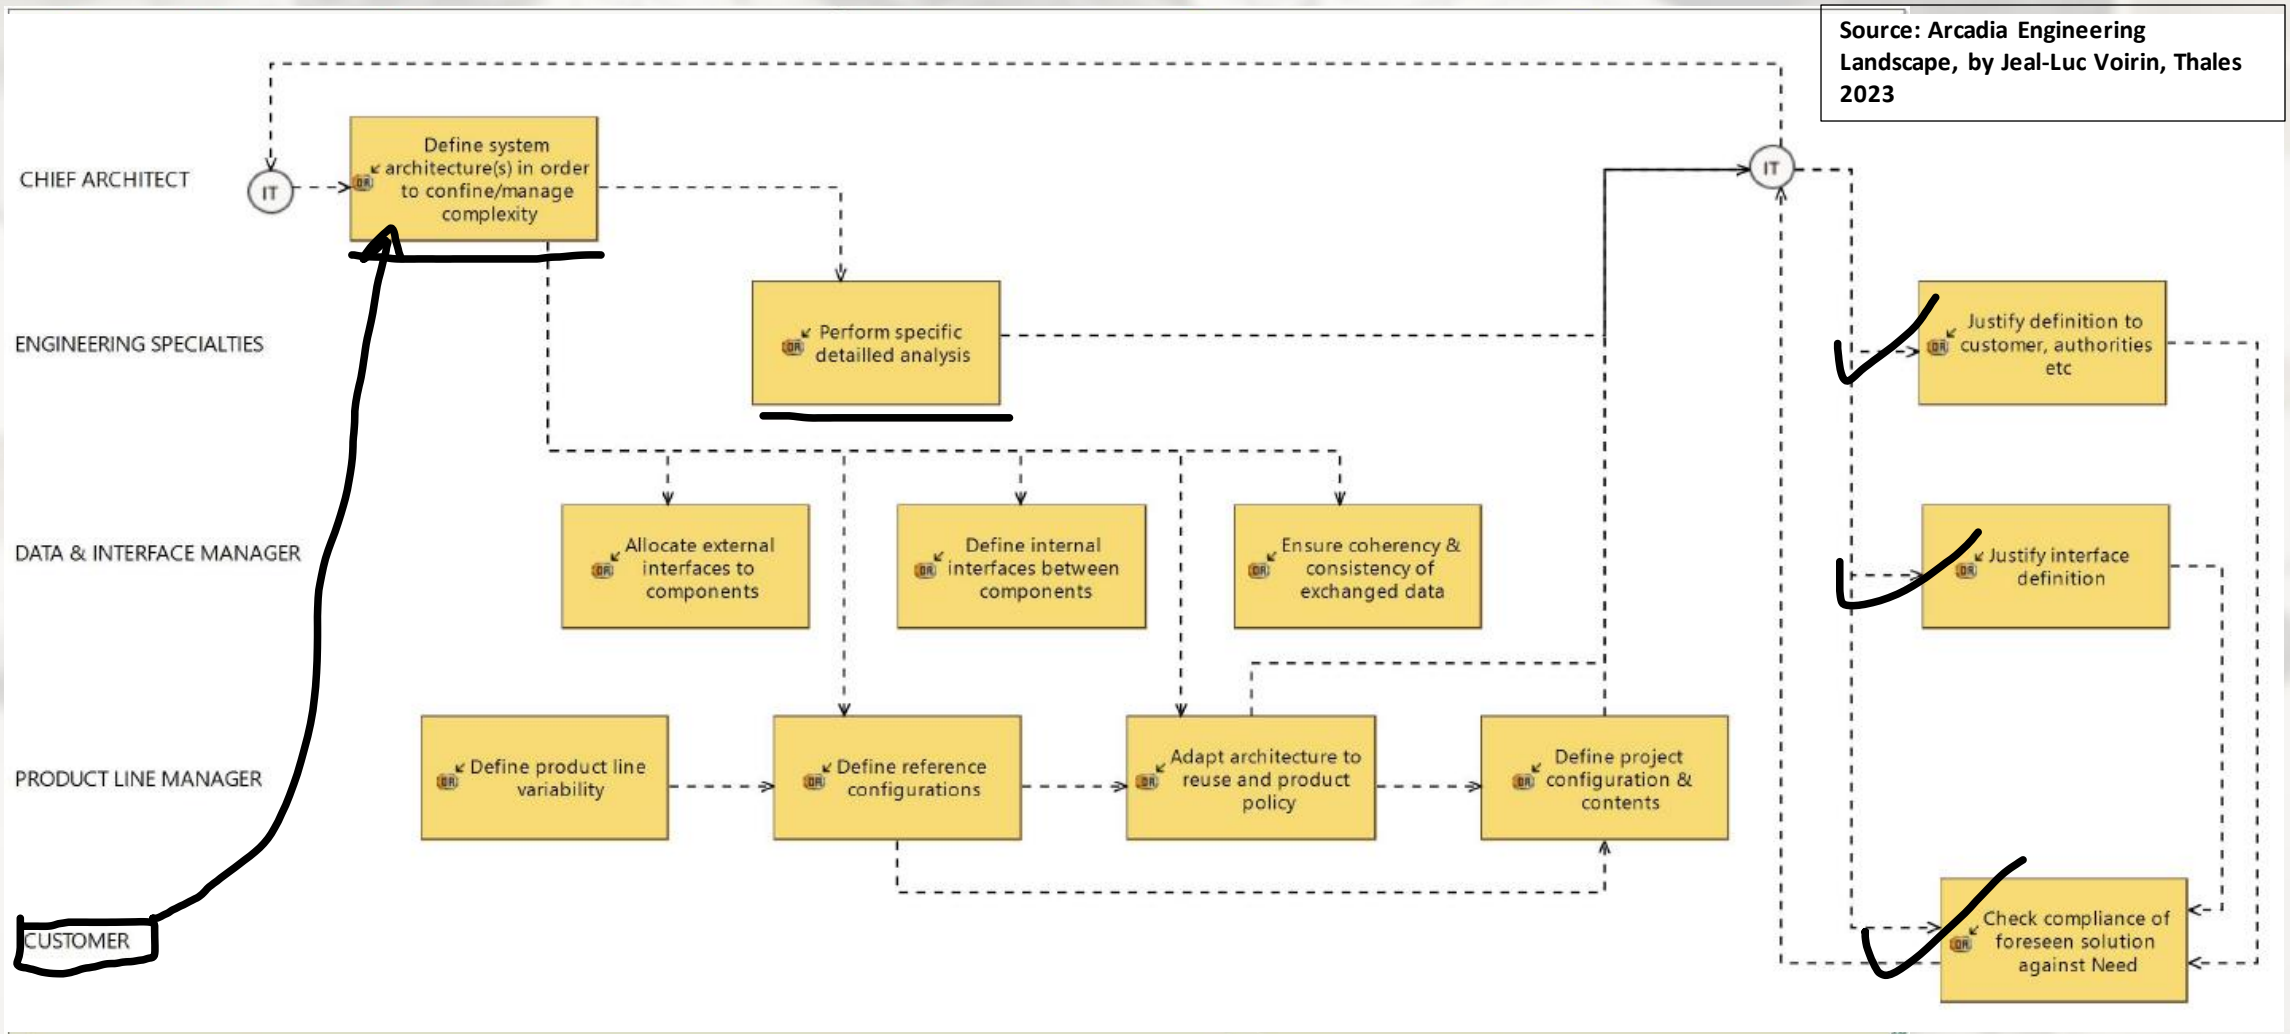 Source: Arcadia Engineering
Landscape, by Jeal-Luc Voirin, Thales
2023
CHIEF ARCHITECT
IT
Define system
architecture(s) in order
to confine/manage
complexity
IT
ENGINEERING SPECIALTIES
Perform specific
detailled analysis
Justify definition to
customer, authorities
etc
DATA & INTERFACE MANAGER
Allocate external
interfaces to
components
Define internal
interfaces between
components
Ensure coherency &
consistency of
exchanged data
Justify interface
definition
PRODUCT LINE MANAGER
Define product line
variability
Define reference
configurations
Adapt architecture to
reuse and product
policy
Define project
configuration &
contents
CUSTOMER
Check compliance of
foreseen solution
against Need